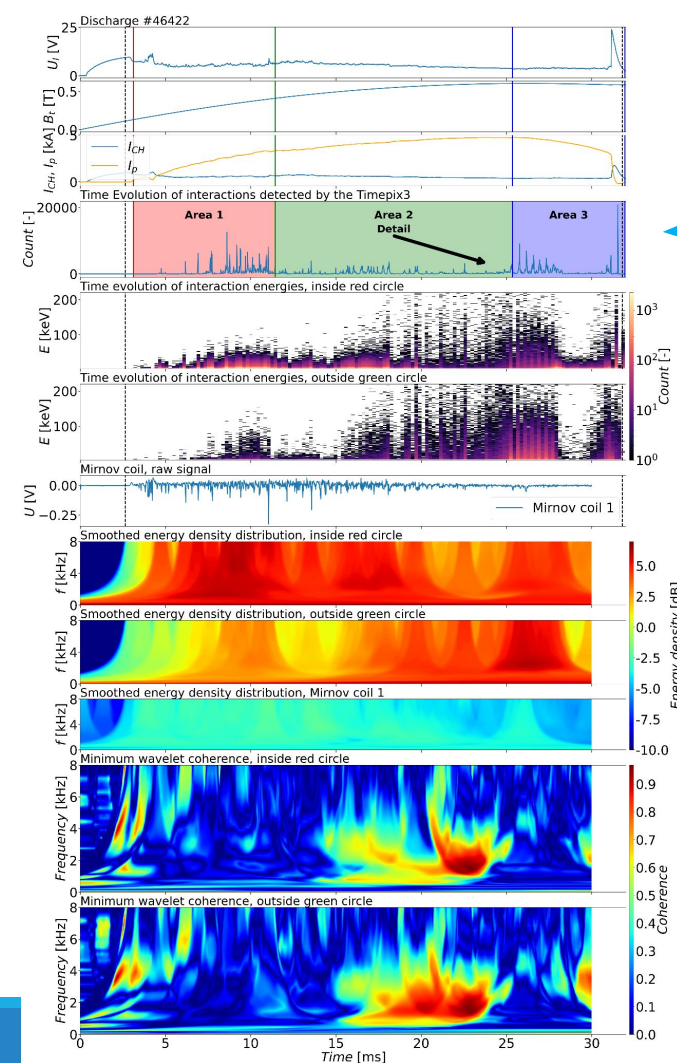 Discharge #46422
25
0
U_l [V]
0.5
0.0
B_t [T]
5
0
I_CH, I_p [kA]
I_CH
I_p
Time Evolution of interactions detected by the Timepix3
20000
0
Count [-]
Area 1
Area 2
Area 3
Detail
Time evolution of interaction energies, inside red circle
200
100
E [keV]
Time evolution of interaction energies, outside green circle
200
100
E [keV]
10³
10²
10¹
10⁰
Count [-]
Mirnov coil, raw signal
0.00
−0.25
U [V]
Mirnov coil 1
Smoothed energy density distribution, inside red circle
8
4
0
f [kHz]
Smoothed energy density distribution, outside green circle
8
4
0
f [kHz]
Smoothed energy density distribution, Mirnov coil 1
8
4
0
f [kHz]
5.0
2.5
0.0
-2.5
-5.0
-7.5
-10.0
Energy density [dB]
Minimum wavelet coherence, inside red circle
8
6
4
2
0
Frequency [kHz]
Minimum wavelet coherence, outside green circle
8
6
4
2
0
Frequency [kHz]
0.9
0.8
0.7
0.6
0.5
0.4
0.3
0.2
0.1
0.0
Coherence
0 5 10 15 20 25 30
Time [ms]